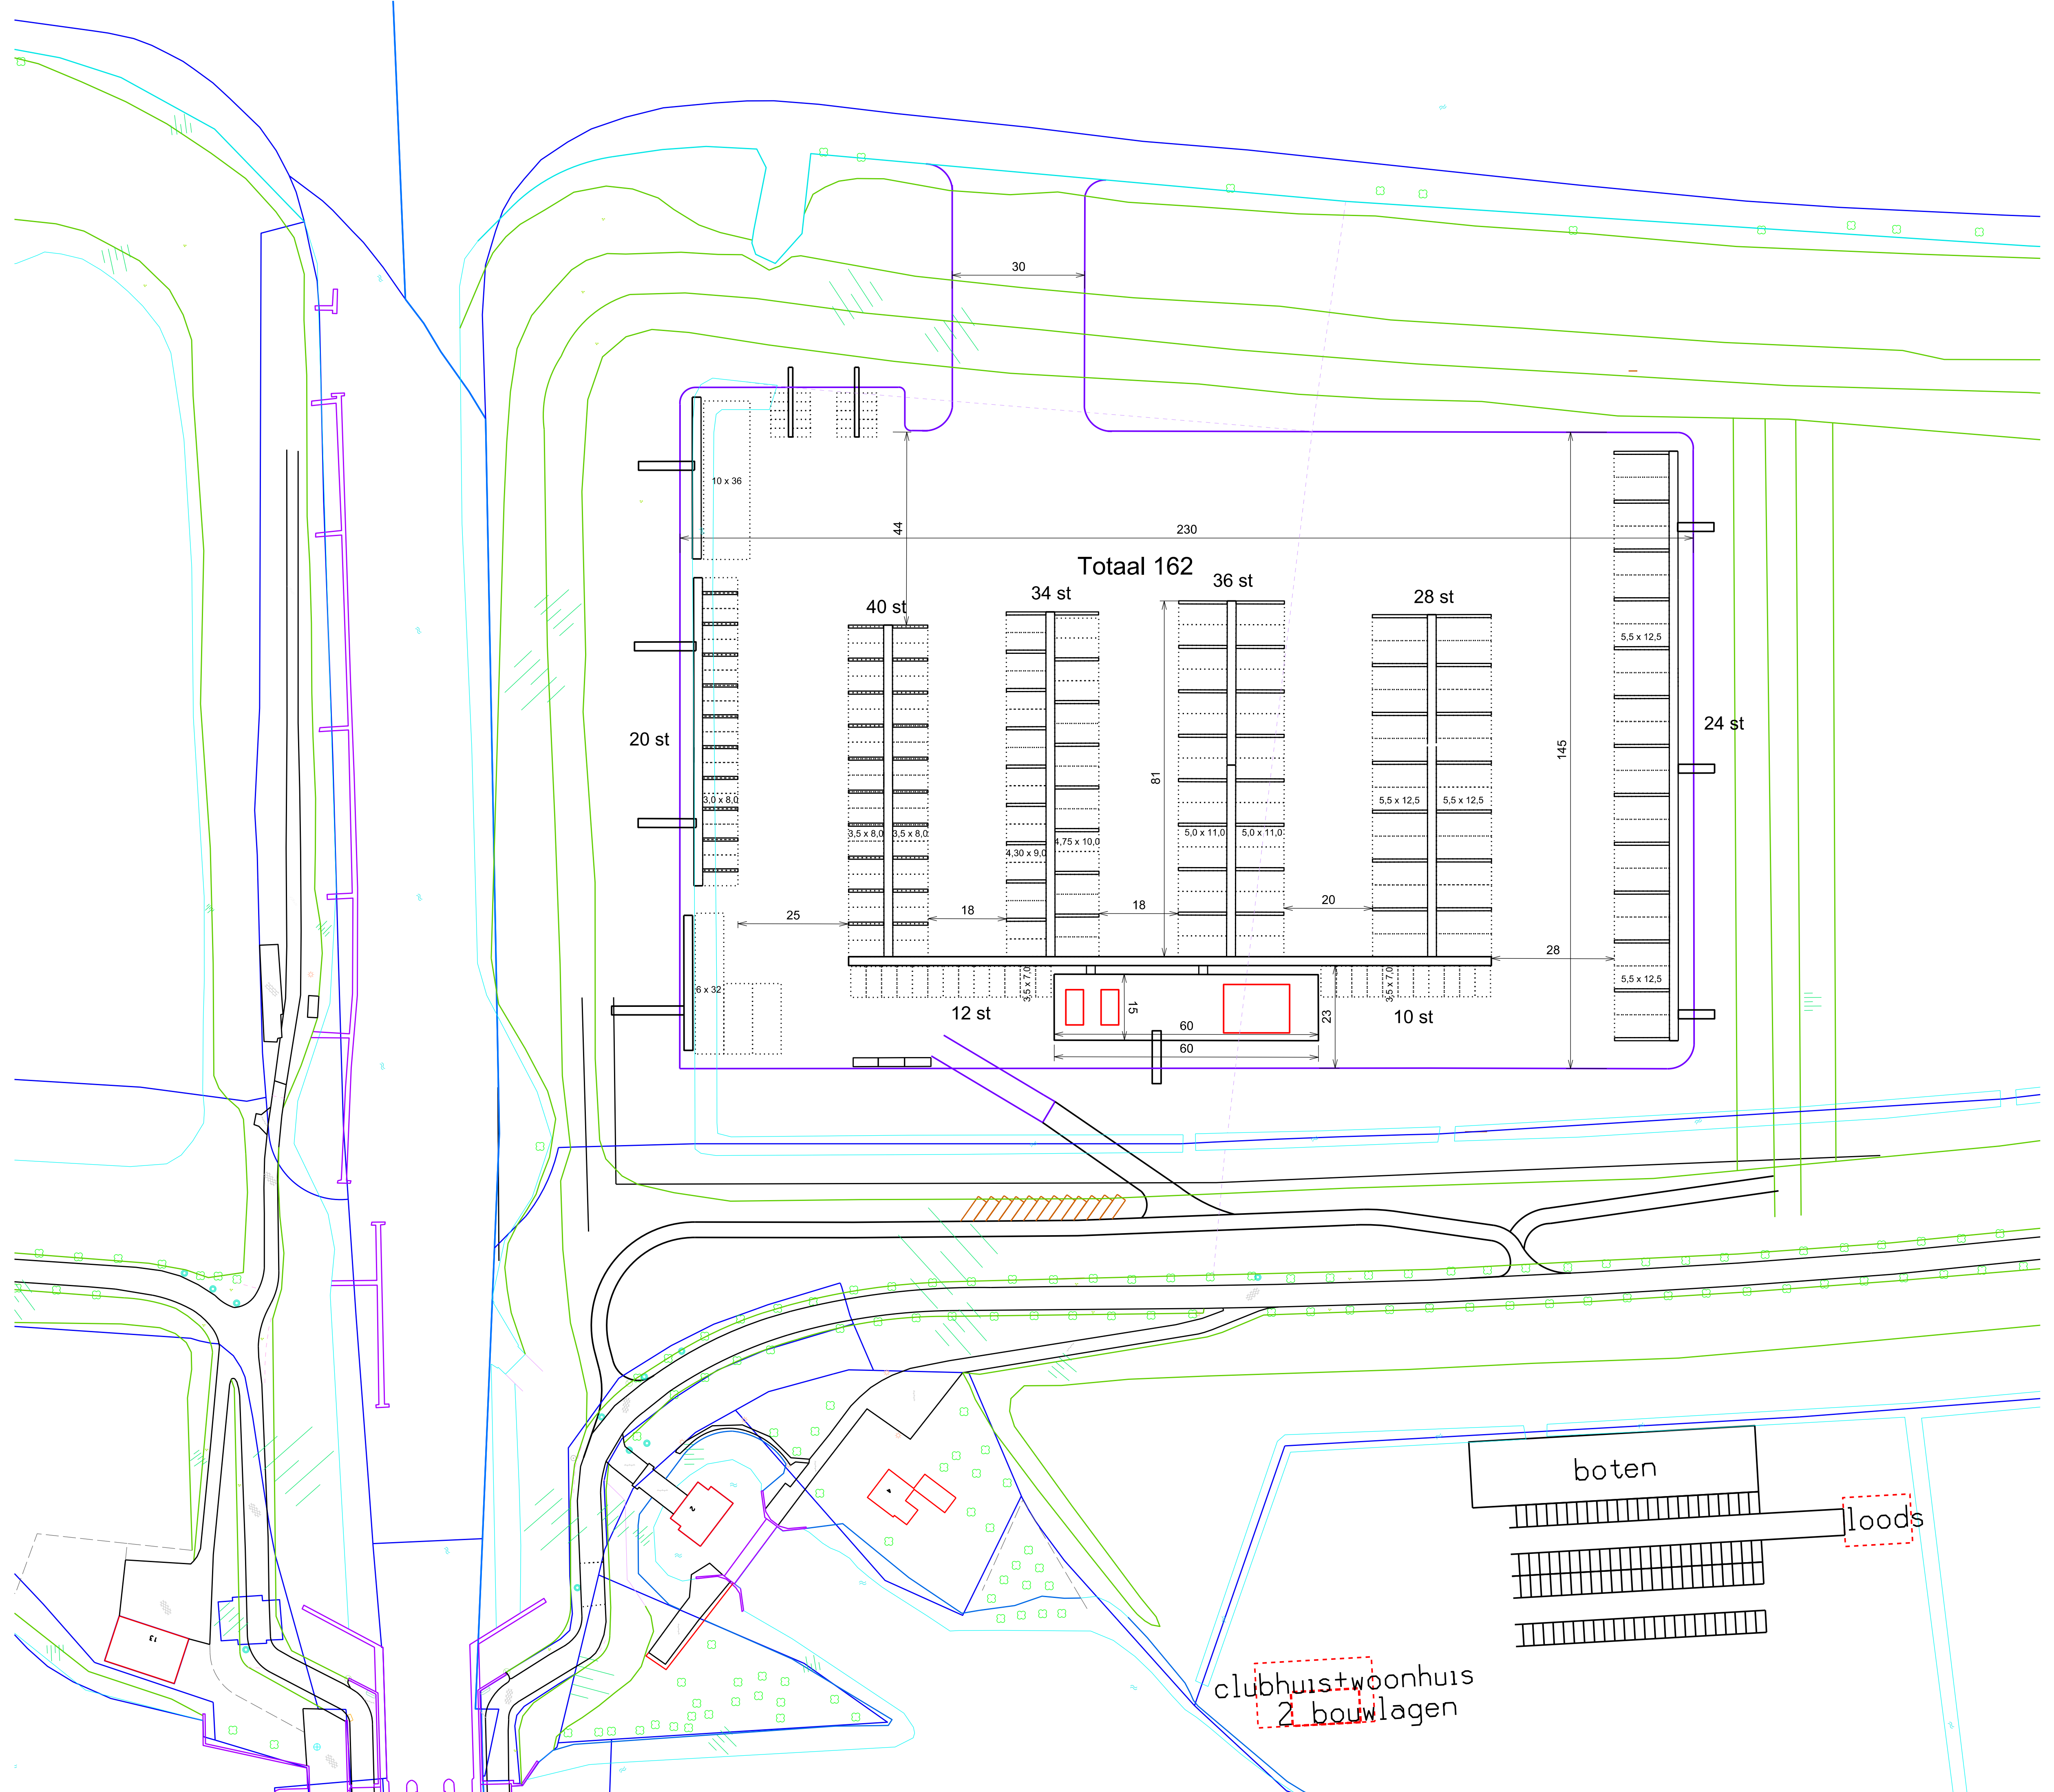 30
10 x 36
44
230
Totaal 162
36 st
34 st
28 st
40 st
5,5 x 12,5
24 st
20 st
145
81
3,0 x 8,0
5,5 x 12,5
5,5 x 12,5
3,5 x 8,0
3,5 x 8,0
5,0 x 11,0
5,0 x 11,0
4,75 x 10,0
4,30 x 9,0
20
18
18
25
28
5,5 x 12,5
6 x 32
3,5 x 7,0
3,5 x 7,0
15
12 st
10 st
23
60
60
boten
loods
2
4
13
clubhuis+woonhuis
2 bouwlagen